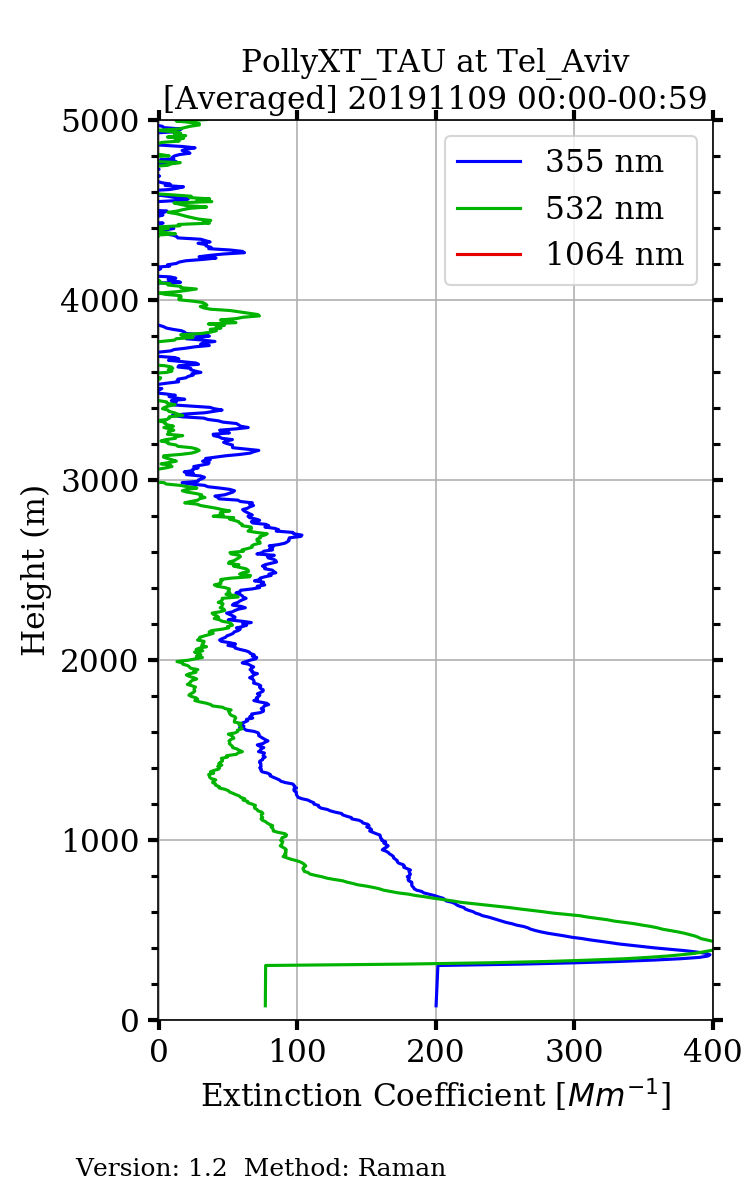 PollyXT_TAU at Tel_Aviv
[Averaged] 20191109 00:00-00:59
355 nm
532 nm
1064 nm
5000
4000
3000
2000
1000
0
Height (m)
0 100 200 300 400
Extinction Coefficient [Mm⁻¹]
Version: 1.2  Method: Raman